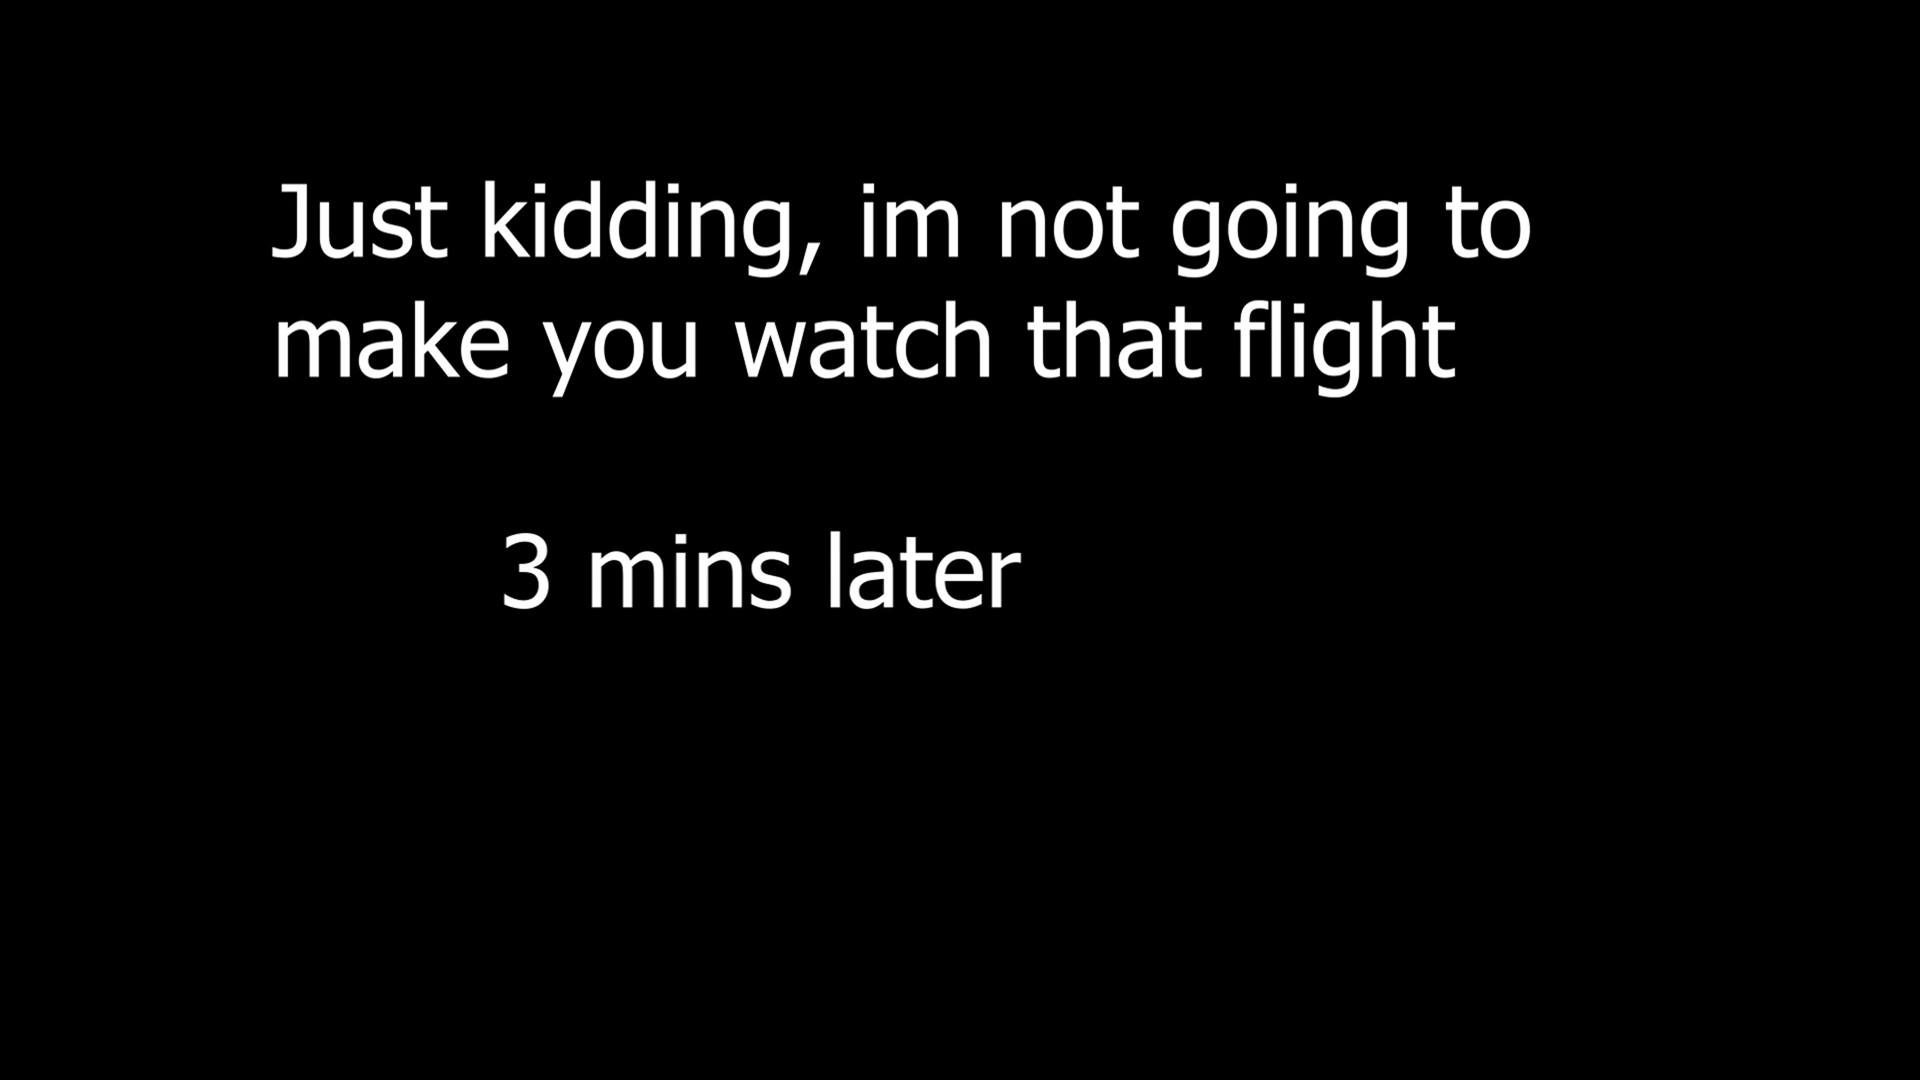 Just kidding, im not going to
make you watch that flight
3 mins later